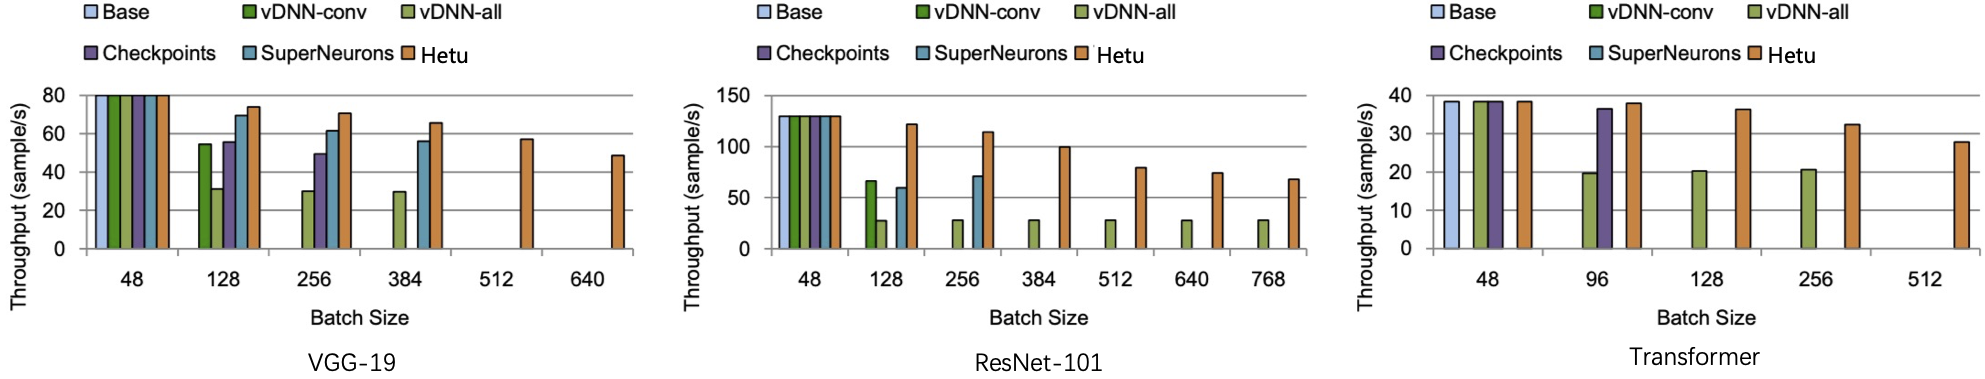 Base vDNN-conv vDNN-all
Checkpoints SuperNeurons Hetu
Throughput (sample/s)
80
60
40
20
0
48 128 256 384 512 640
Batch Size
VGG-19
Base vDNN-conv vDNN-all
Checkpoints SuperNeurons Hetu
Throughput (sample/s)
150
100
50
0
48 128 256 384 512 640 768
Batch Size
ResNet-101
Base vDNN-conv vDNN-all
Checkpoints SuperNeurons Hetu
Throughput (sample/s)
40
30
20
10
0
48 96 128 256 512
Batch Size
Transformer